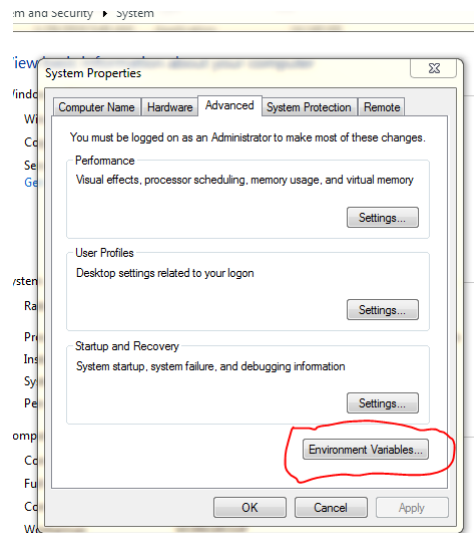 em and Security ▸ System
System Properties
Computer Name Hardware Advanced System Protection Remote
You must be logged on as an Administrator to make most of these changes.
Performance
Visual effects, processor scheduling, memory usage, and virtual memory
Settings...
User Profiles
Desktop settings related to your logon
Settings...
Startup and Recovery
System startup, system failure, and debugging information
Settings...
Environment Variables...
OK Cancel Apply